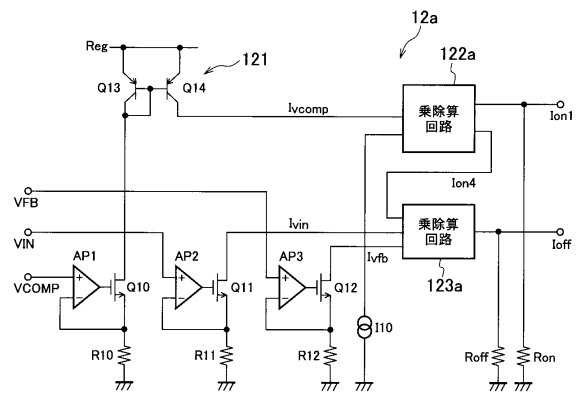 12a
Reg
121
122a
Q13
Q14
Ivcomp
乗除算
回路
Ion1
Ion4
VFB
VIN
Ivin
乗除算
回路
Ioff
AP1
AP2
AP3
Ivfb
VCOMP
Q10
Q11
Q12
123a
I10
R10
R11
R12
Roff
Ron